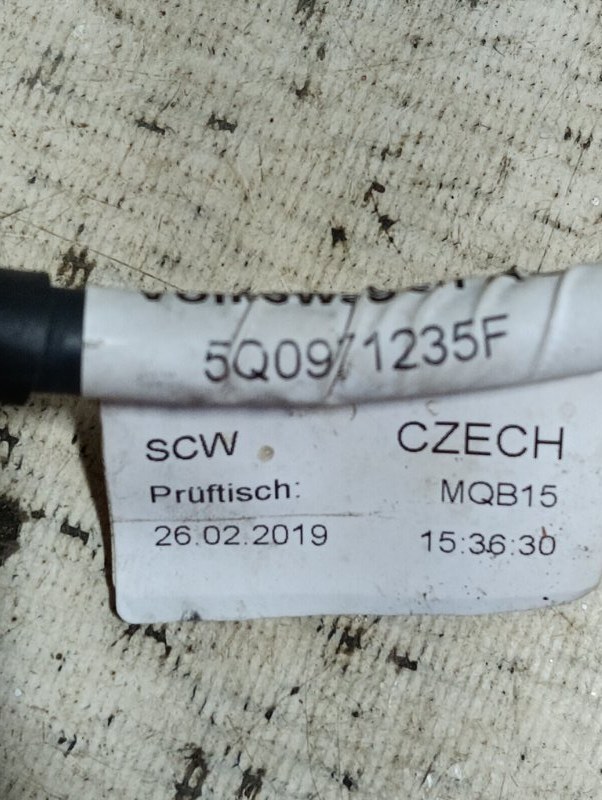 5Q0971235F
SCW CZECH
Prüftisch: MQB15
26.02.2019 15:36:30